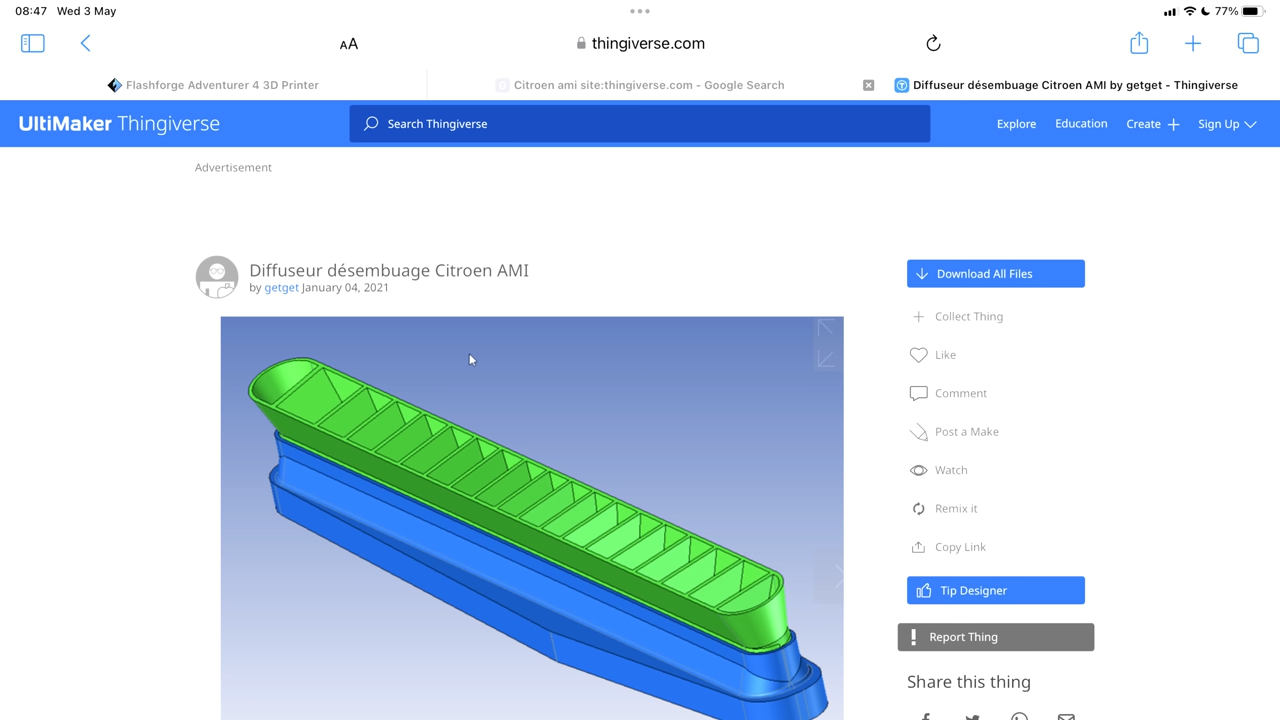 08:47 Wed 3 May
77%
AA
thingiverse.com
Flashforge Adventurer 4 3D Printer
Citroen ami site:thingiverse.com - Google Search
Diffuseur désembuage Citroen AMI by getget - Thingiverse
UltiMaker Thingiverse
Search Thingiverse
Explore
Education
Create
Sign Up
Advertisement
Diffuseur désembuage Citroen AMI
by getget January 04, 2021
Download All Files
Collect Thing
Like
Comment
Post a Make
Watch
Remix it
Copy Link
Tip Designer
Report Thing
Share this thing